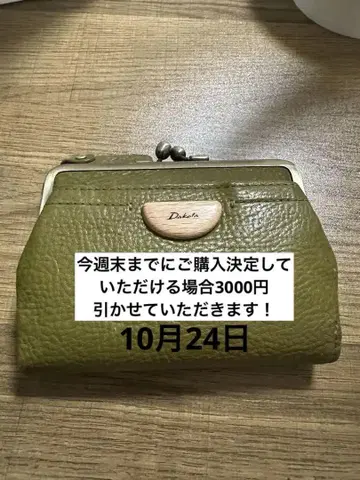 Dakota
今週末までにご購入決定して
いただける場合3000円
引かせていただきます！
10月24日